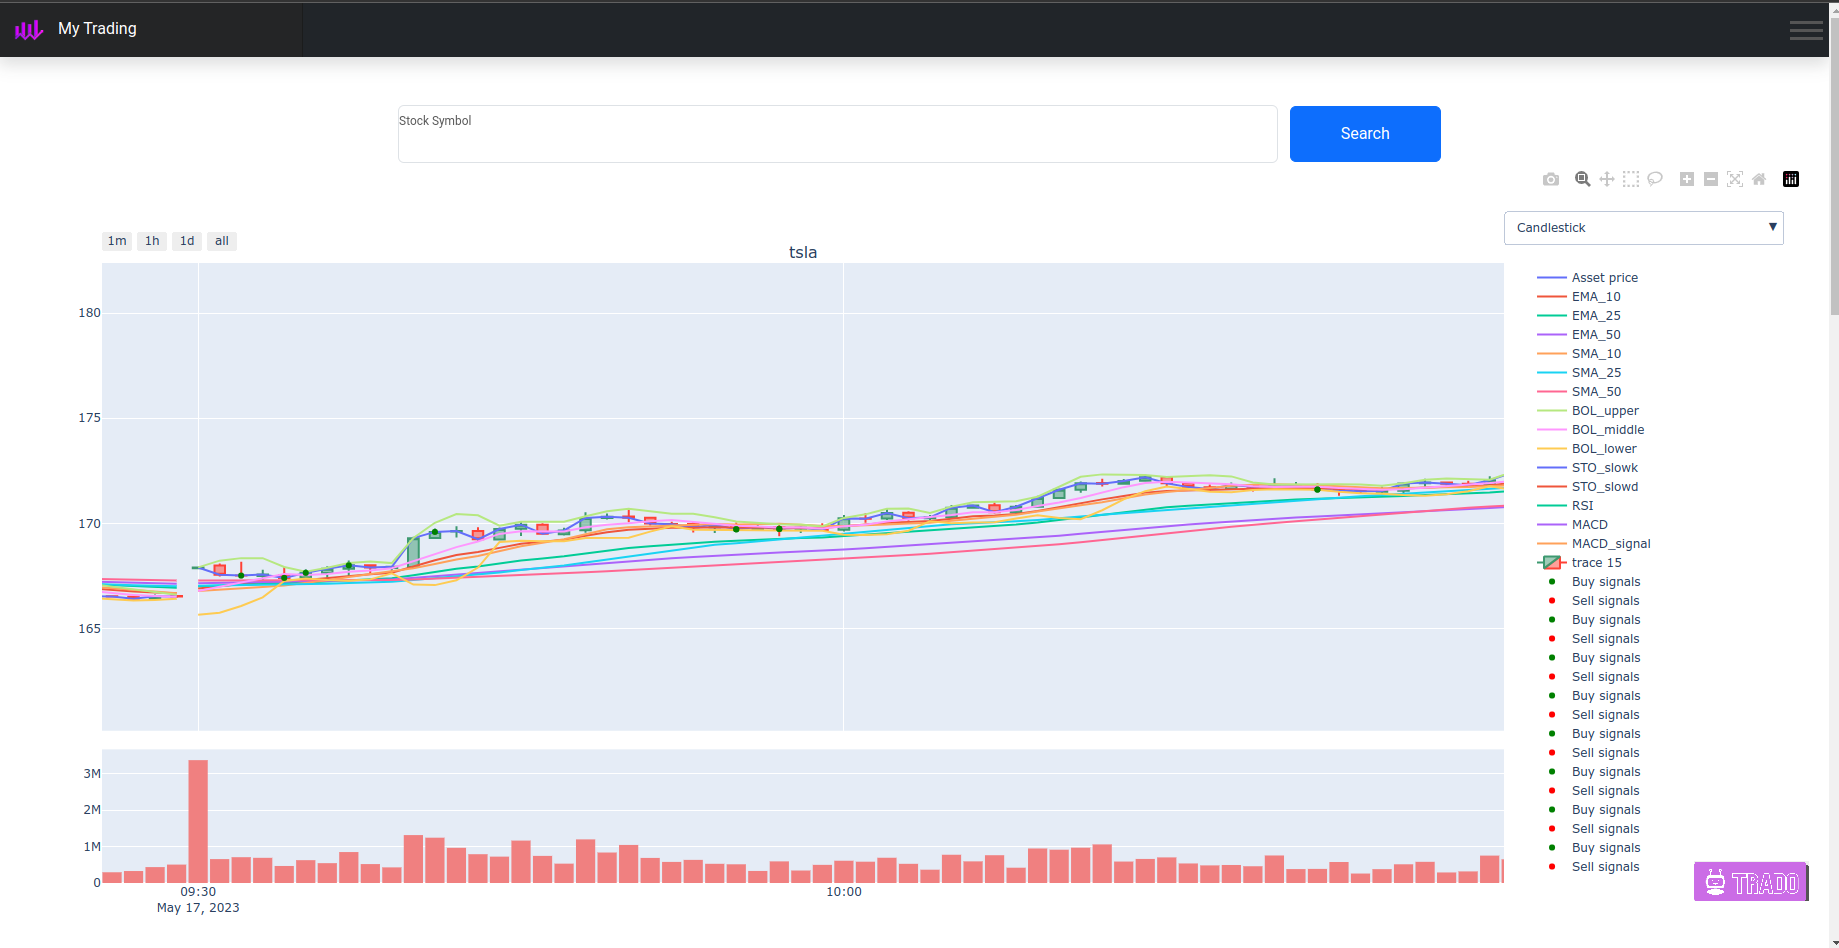 My Trading
Stock Symbol
Search
Candlestick
1m 1h 1d all
tsla
180
175
170
165
3M
2M
1M
0
09:30
May 17, 2023
10:00
Asset price
EMA_10
EMA_25
EMA_50
SMA_10
SMA_25
SMA_50
BOL_upper
BOL_middle
BOL_lower
STO_slowk
STO_slowd
RSI
MACD
MACD_signal
trace 15
Buy signals
Sell signals
Buy signals
Sell signals
Buy signals
Sell signals
Buy signals
Sell signals
Buy signals
Sell signals
Buy signals
Sell signals
Buy signals
Sell signals
Buy signals
Sell signals
TRADO